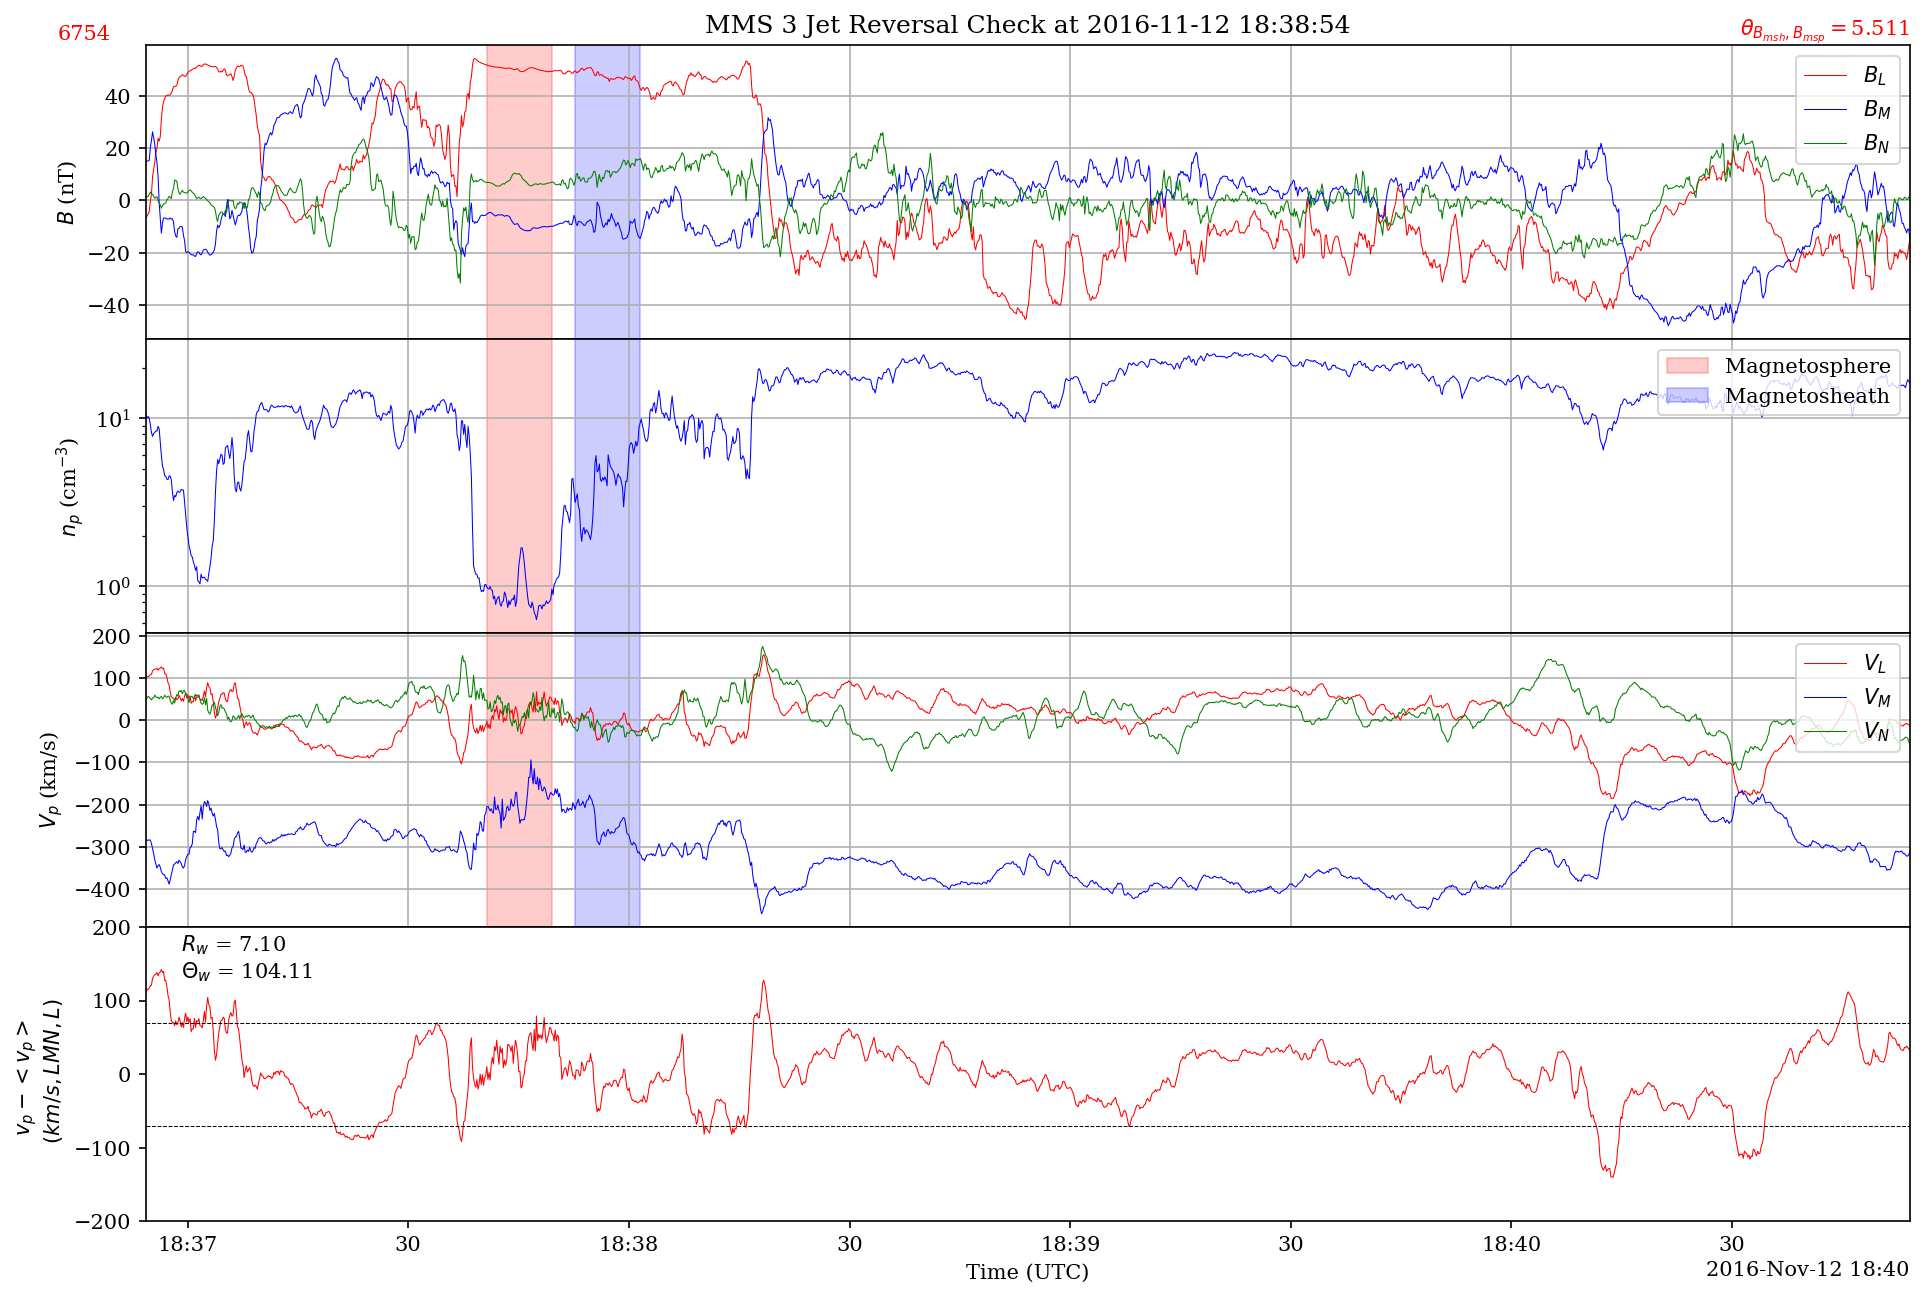 MMS 3 Jet Reversal Check at 2016-11-12 18:38:54
6754
θ_{B_{msh}, B_{msp}} = 5.511
B (nT)
40
20
0
−20
−40
B_L
B_M
B_N
n_p (cm^{−3})
10^1
10^0
Magnetosphere
Magnetosheath
V_p (km/s)
200
100
0
−100
−200
−300
−400
V_L
V_M
V_N
v_p − < v_p >
(km/s, LMN, L)
200
100
0
−100
−200
R_w = 7.10
Θ_w = 104.11
18:37
30
18:38
30
18:39
30
18:40
30
Time (UTC)
2016-Nov-12 18:40